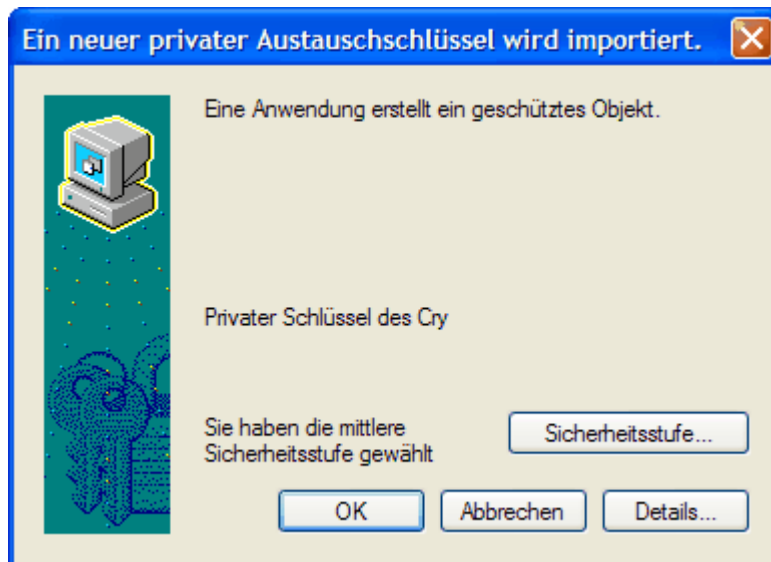 Ein neuer privater Austauschschlüssel wird importiert.
Eine Anwendung erstellt ein geschütztes Objekt.
Privater Schlüssel des Cry
Sie haben die mittlere
Sicherheitsstufe gewählt
Sicherheitsstufe...
OK
Abbrechen
Details...